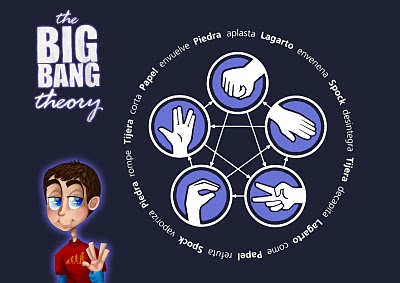 the
BIG
BANG
theory
Piedra aplasta Lagarto envenena Spock desintegra Tijera decapita Lagarto come Papel refuta Spock vaporiza Piedra rompe Tijera corta Papel envuelve